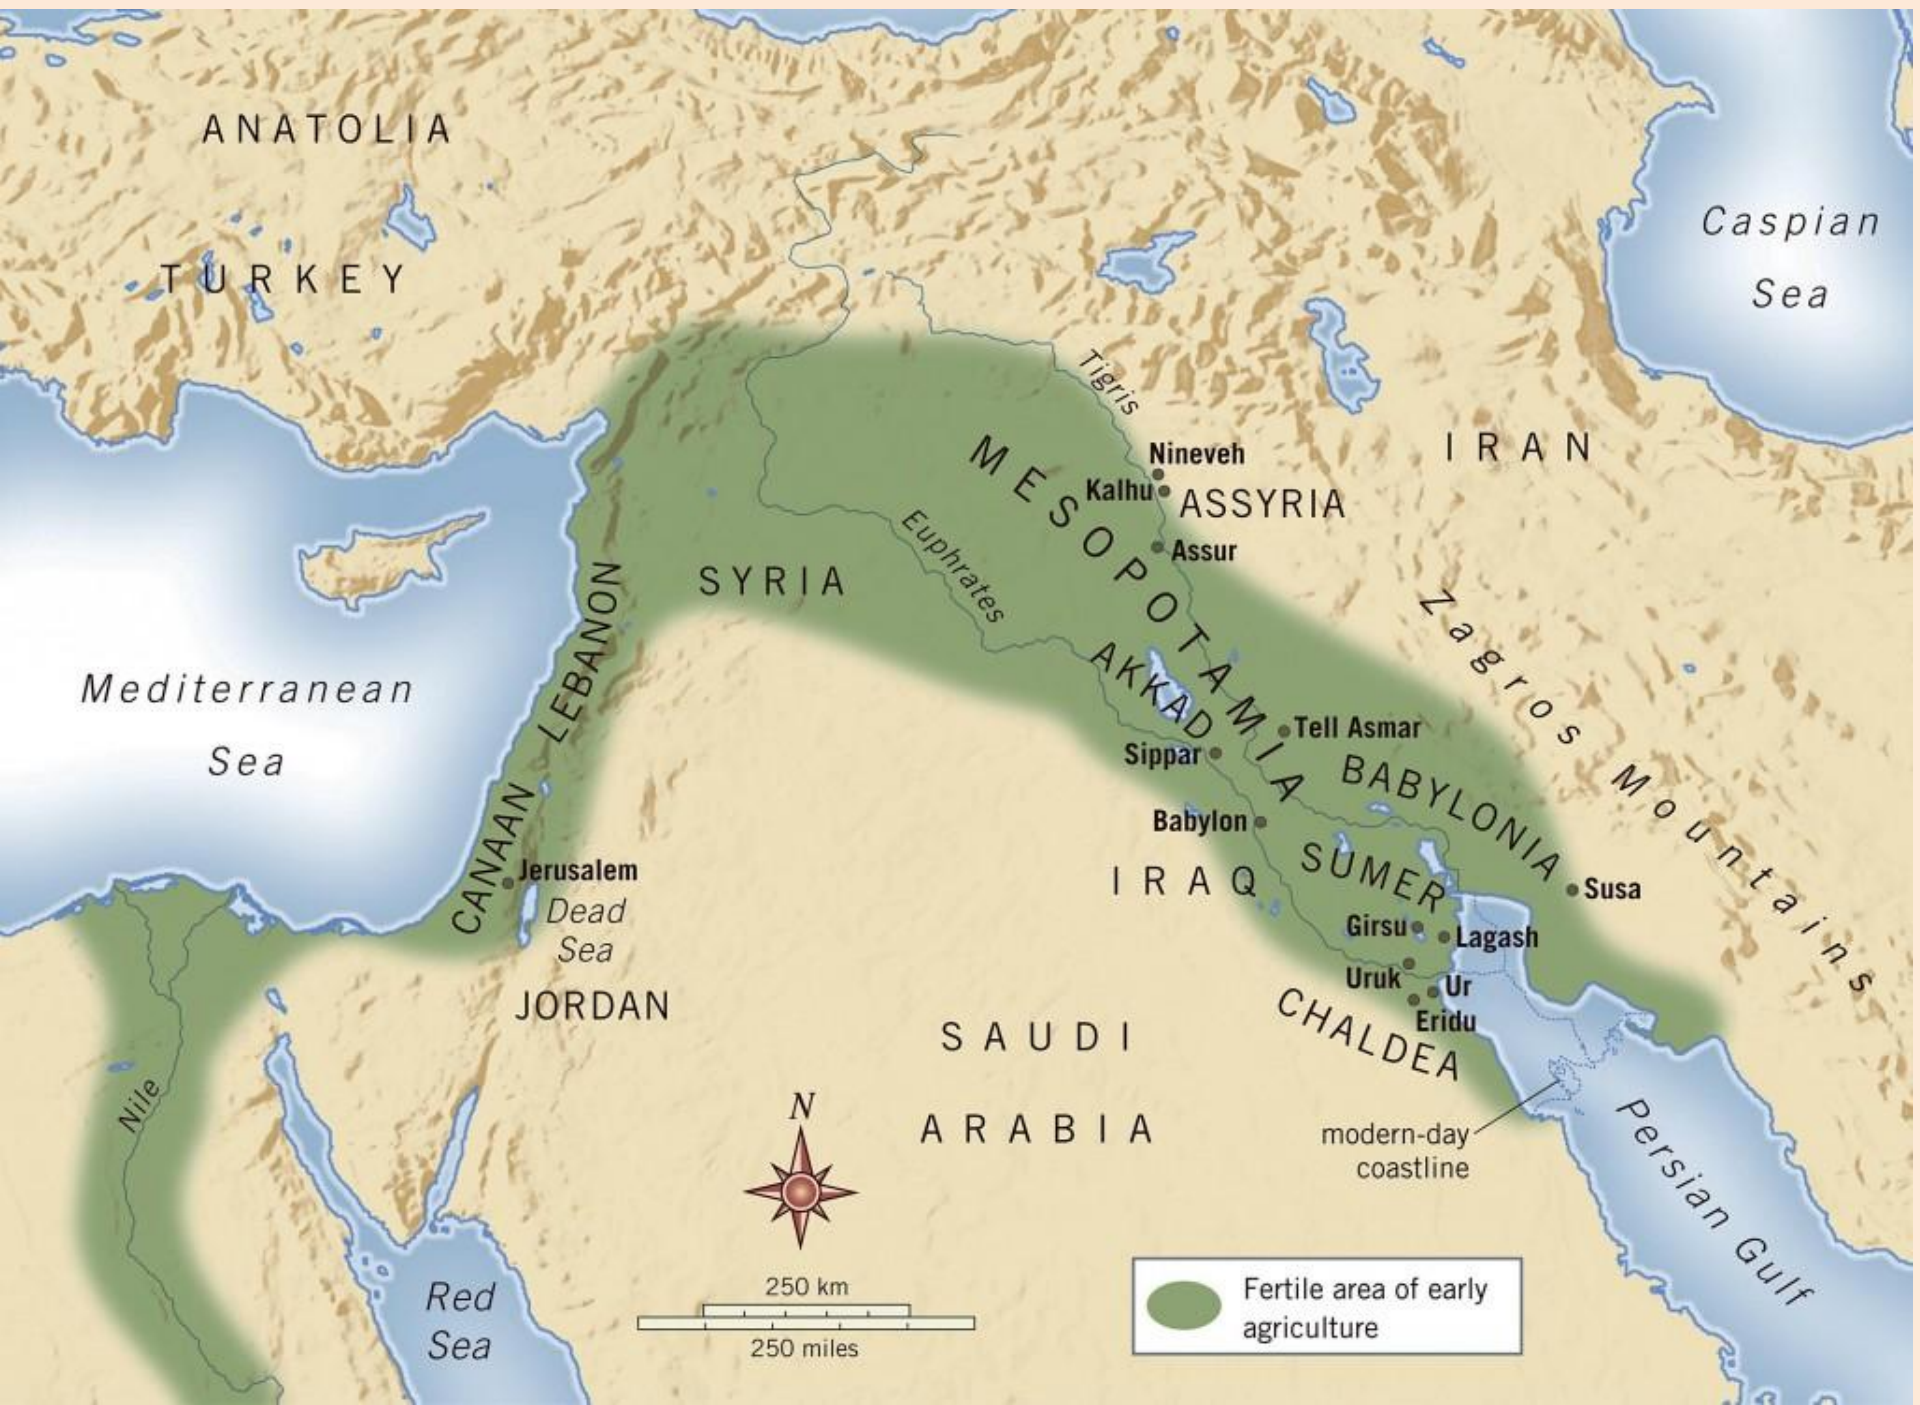 ANATOLIA
TURKEY
Caspian
Sea
Tigris
IRAN
Nineveh
Kalhu
ASSYRIA
Assur
MESOPOTAMIA
Euphrates
SYRIA
LEBANON
Zagros Mountains
Mediterranean
Sea
AKKAD
Tell Asmar
Sippar
BABYLONIA
Babylon
CANAAN
Jerusalem
Dead
Sea
IRAQ
SUMER
Susa
Girsu
Lagash
Uruk
Ur
Eridu
JORDAN
CHALDEA
SAUDI
ARABIA
Nile
N
modern-day
coastline
Persian Gulf
Red
Sea
250 km
250 miles
Fertile area of early
agriculture